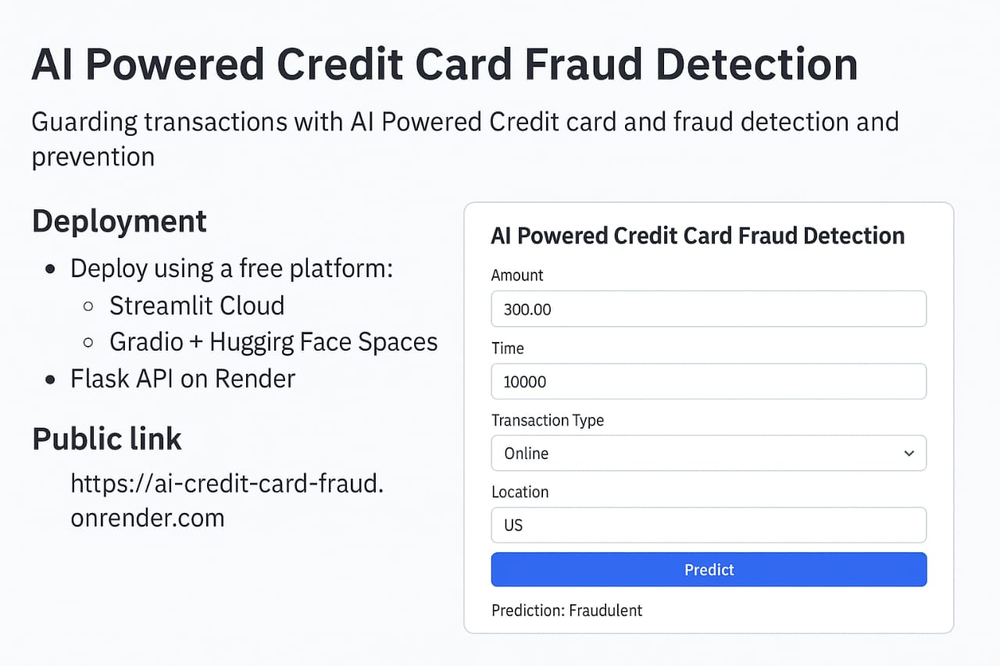 AI Powered Credit Card Fraud Detection
Guarding transactions with AI Powered Credit card and fraud detection and
prevention
Deployment
• Deploy using a free platform:
○ Streamlit Cloud
○ Gradio + Huggirg Face Spaces
• Flask API on Render
Public link
https://ai-credit-card-fraud.
onrender.com
AI Powered Credit Card Fraud Detection
Amount
300.00
Time
10000
Transaction Type
Online
Location
US
Predict
Prediction: Fraudulent